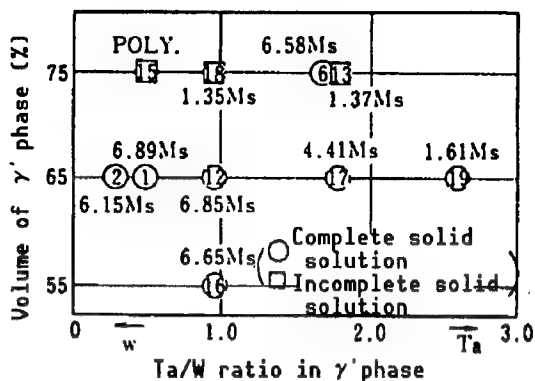 Volume of γ' phase (%)
75
65
55
POLY.
6.58Ms
15
18
6
13
1.35Ms
1.37Ms
6.89Ms
4.41Ms
1.61Ms
2
1
12
17
19
6.15Ms
6.85Ms
6.65Ms
16
Complete solid
solution
Incomplete solid
solution
0
1.0
2.0
3.0
W
Ta
Ta/W ratio in γ' phase